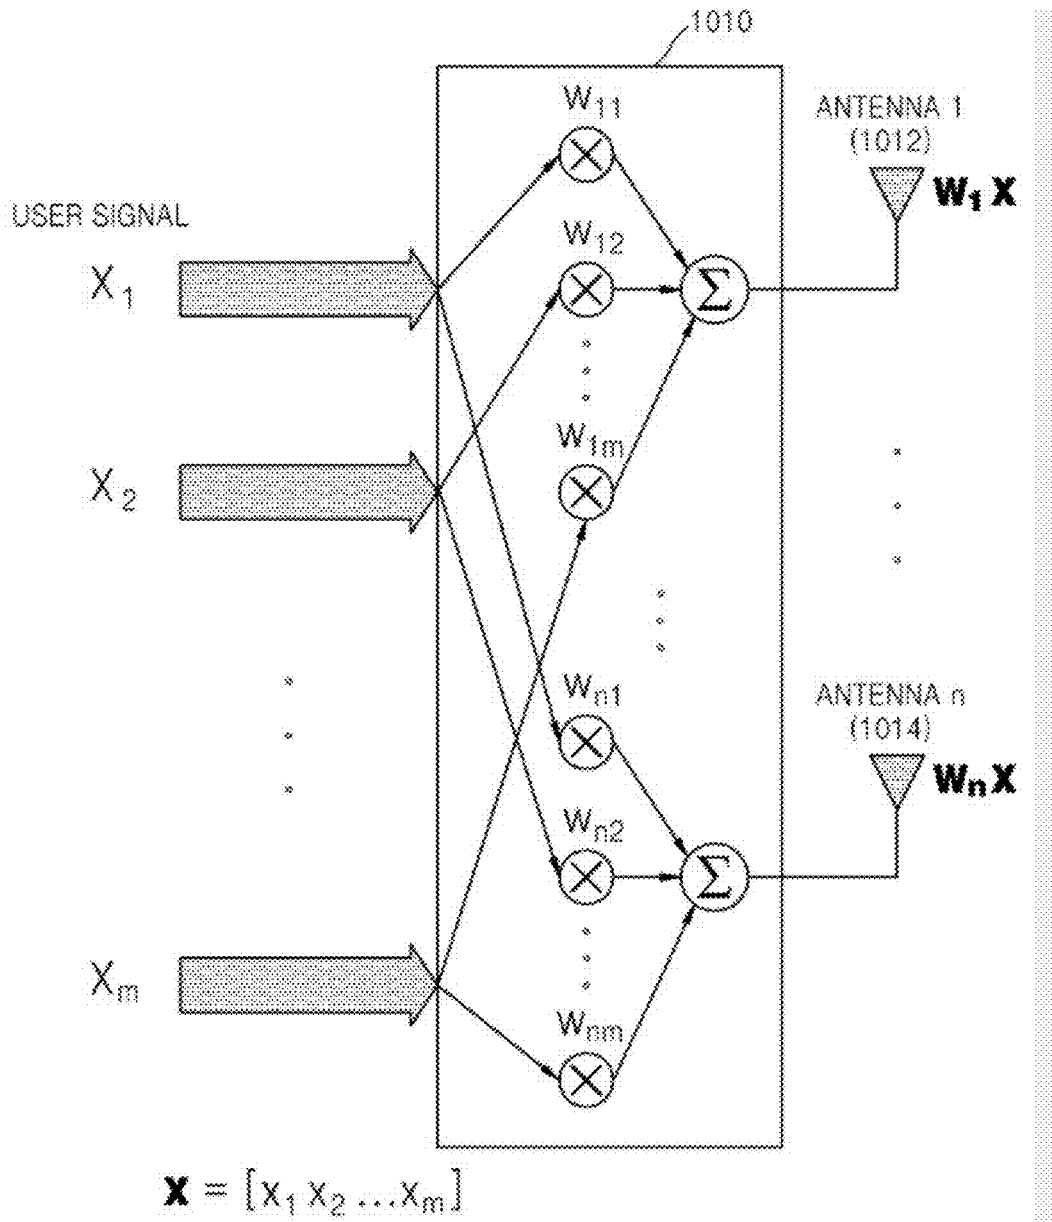 1010
W11
ANTENNA 1
(1012)
W1 X
USER SIGNAL
X1
W12
Σ
W1m
X2
Wn1
ANTENNA n
(1014)
Wn X
Wn2
Σ
Xm
Wnm
X = [x1 x2 ...xm]